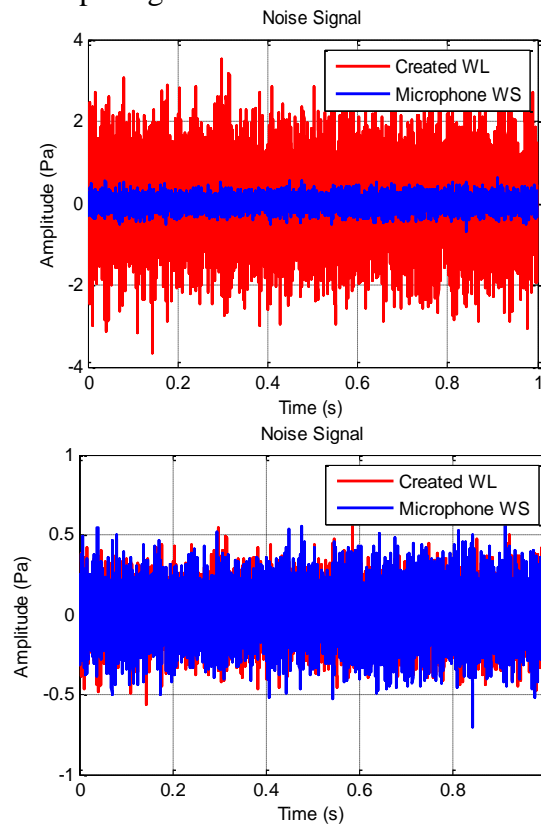 Noise Signal
4
Created WL
Microphone WS
2
0
-2
-4
Amplitude (Pa)
0 0.2 0.4 0.6 0.8 1
Time (s)
Noise Signal
1
Created WL
Microphone WS
0.5
0
-0.5
-1
Amplitude (Pa)
0 0.2 0.4 0.6 0.8
Time (s)